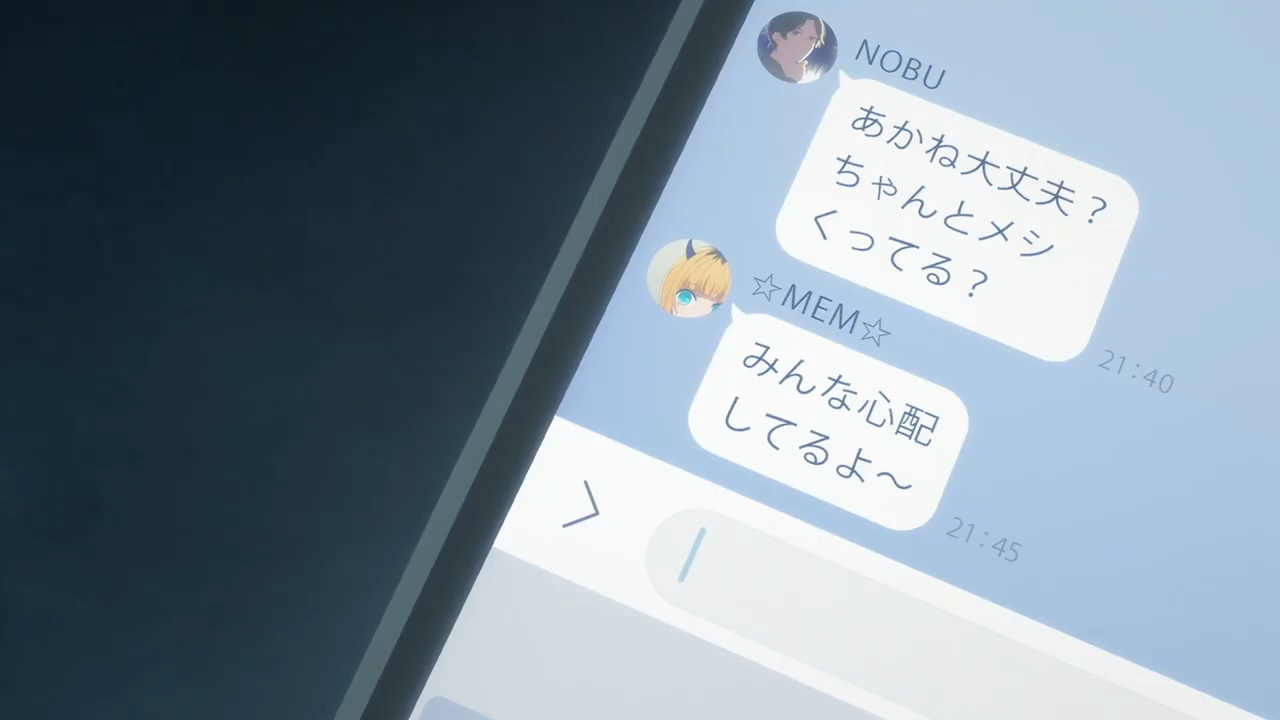 NOBU
あかね大丈夫？
ちゃんとメシ
くってる？
21:40
☆MEM☆
みんな心配
してるよ～
21:45